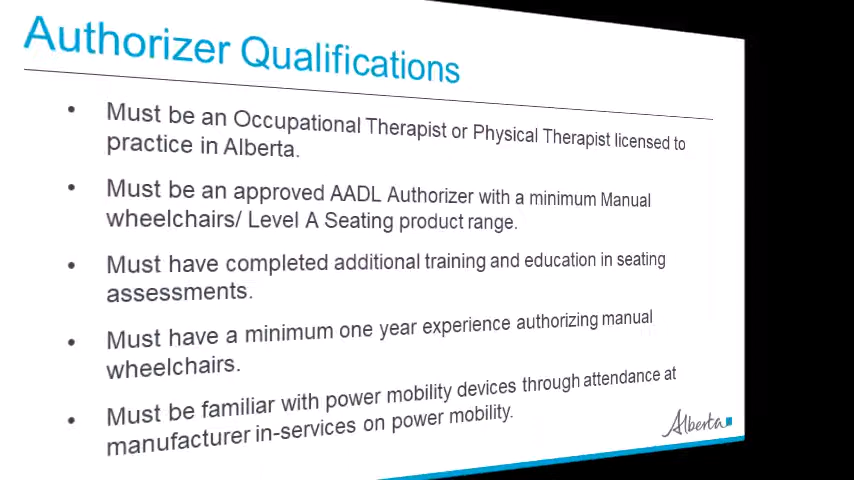 Authorizer Qualifications
• Must be an Occupational Therapist or Physical Therapist licensed to
practice in Alberta.
• Must be an approved AADL Authorizer with a minimum Manual
wheelchairs/ Level A Seating product range.
• Must have completed additional training and education in seating
assessments.
• Must have a minimum one year experience authorizing manual
wheelchairs.
• Must be familiar with power mobility devices through attendance at
manufacturer in-services on power mobility.
Alberta